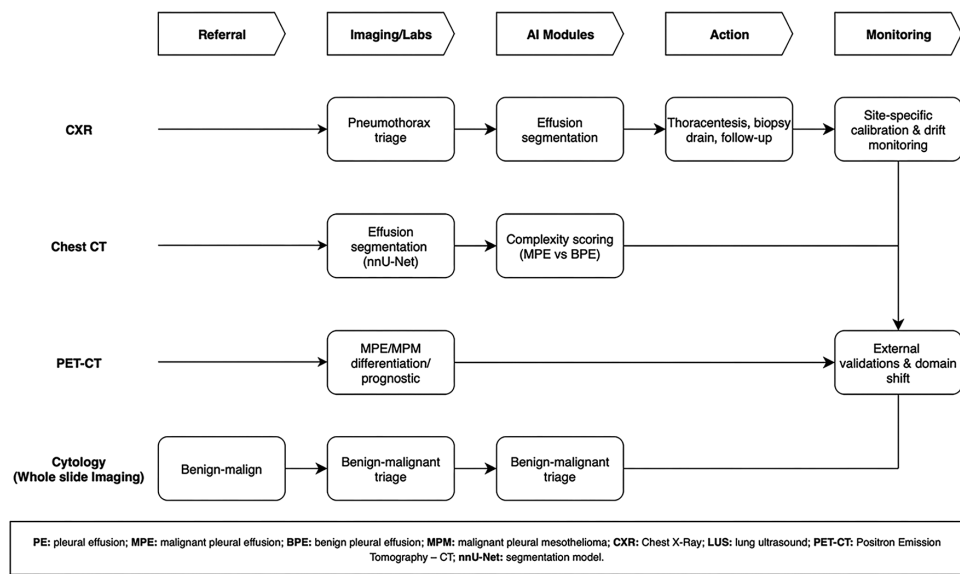 Referral
Imaging/Labs
AI Modules
Action
Monitoring
CXR
Pneumothorax
triage
Effusion
segmentation
Thoracentesis, biopsy
drain, follow-up
Site-specific
calibration & drift
monitoring
Chest CT
Effusion
segmentation
(nnU-Net)
Complexity scoring
(MPE vs BPE)
PET-CT
MPE/MPM
differentiation/
prognostic
External
validations & domain
shift
Cytology
(Whole slide Imaging)
Benign-malign
Benign-malignant
triage
Benign-malignant
triage
PE: pleural effusion; MPE: malignant pleural effusion; BPE: benign pleural effusion; MPM: malignant pleural mesothelioma; CXR: Chest X-Ray; LUS: lung ultrasound; PET-CT: Positron Emission
Tomography – CT; nnU-Net: segmentation model.